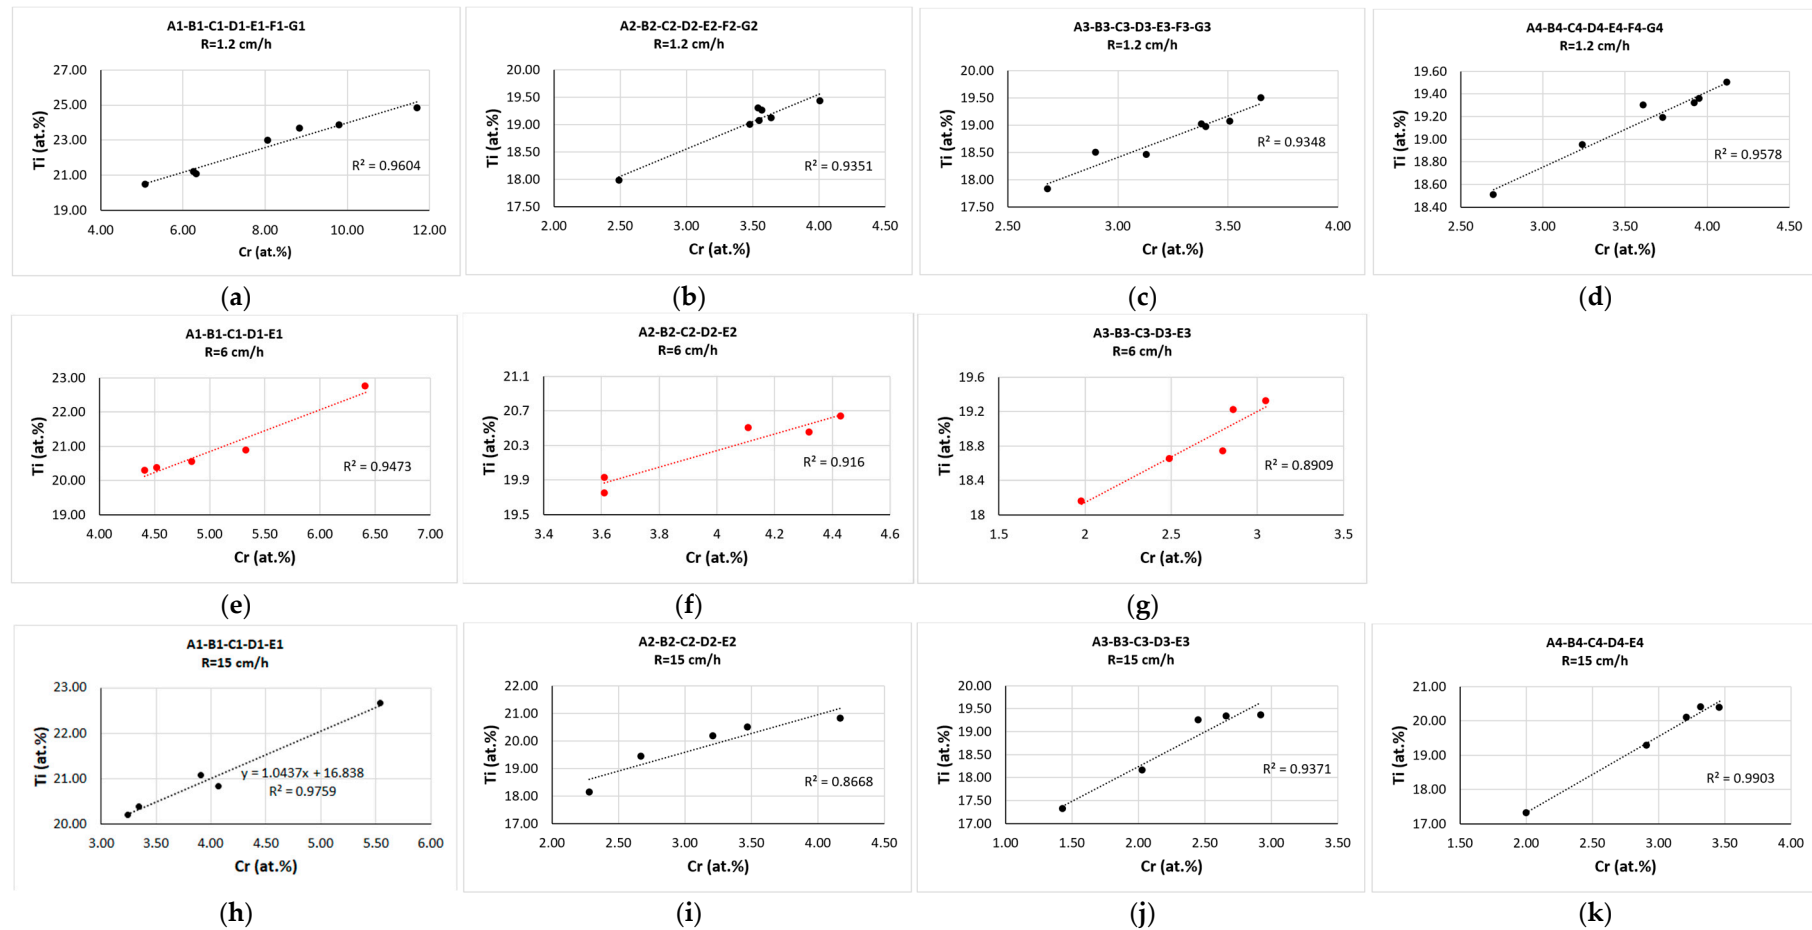 A1-B1-C1-D1-E1-F1-G1
R=1.2 cm/h
Ti (at.%)
27.00
25.00
23.00
21.00
19.00
R² = 0.9604
4.00 6.00 8.00 10.00 12.00
Cr (at.%)
(a)
A2-B2-C2-D2-E2-F2-G2
R=1.2 cm/h
Ti (at.%)
20.00
19.50
19.00
18.50
18.00
17.50
R² = 0.9351
2.00 2.50 3.00 3.50 4.00 4.50
Cr (at.%)
(b)
A3-B3-C3-D3-E3-F3-G3
R=1.2 cm/h
Ti (at.%)
20.00
19.50
19.00
18.50
18.00
17.50
R² = 0.9348
2.50 3.00 3.50 4.00
Cr (at.%)
(c)
A4-B4-C4-D4-E4-F4-G4
R=1.2 cm/h
Ti (at.%)
19.60
19.40
19.20
19.00
18.80
18.60
18.40
R² = 0.9578
2.50 3.00 3.50 4.00 4.50
Cr (at.%)
(d)
A1-B1-C1-D1-E1
R=6 cm/h
Ti (at.%)
23.00
22.00
21.00
20.00
19.00
R² = 0.9473
4.00 4.50 5.00 5.50 6.00 6.50 7.00
Cr (at.%)
(e)
A2-B2-C2-D2-E2
R=6 cm/h
Ti (at.%)
21.1
20.7
20.3
19.9
19.5
R² = 0.916
3.4 3.6 3.8 4 4.2 4.4 4.6
Cr (at.%)
(f)
A3-B3-C3-D3-E3
R=6 cm/h
Ti (at.%)
19.6
19.2
18.8
18.4
18
R² = 0.8909
1.5 2 2.5 3 3.5
Cr (at.%)
(g)
A1-B1-C1-D1-E1
R=15 cm/h
Ti (at.%)
23.00
22.00
21.00
20.00
y = 1.0437x + 16.838
R² = 0.9759
3.00 3.50 4.00 4.50 5.00 5.50 6.00
Cr (at.%)
(h)
A2-B2-C2-D2-E2
R=15 cm/h
Ti (at.%)
22.00
21.00
20.00
19.00
18.00
17.00
R² = 0.8668
2.00 2.50 3.00 3.50 4.00 4.50
Cr (at.%)
(i)
A3-B3-C3-D3-E3
R=15 cm/h
Ti (at.%)
20.00
19.50
19.00
18.50
18.00
17.50
17.00
R² = 0.9371
1.00 1.50 2.00 2.50 3.00 3.50
Cr (at.%)
(j)
A4-B4-C4-D4-E4
R=15 cm/h
Ti (at.%)
21.00
20.00
19.00
18.00
17.00
R² = 0.9903
1.50 2.00 2.50 3.00 3.50 4.00
Cr (at.%)
(k)